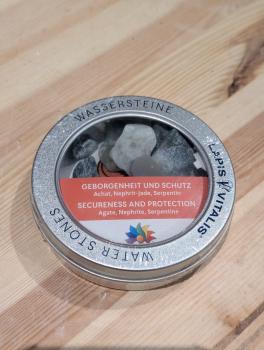 WASSERSTEINE
LAPIS VITALIS®
GEBORGENHEIT UND SCHUTZ
Achat, Nephrit-Jade, Serpentin
SECURENESS AND PROTECTION
Agate, Nephrite, Serpentine
WATER STONES